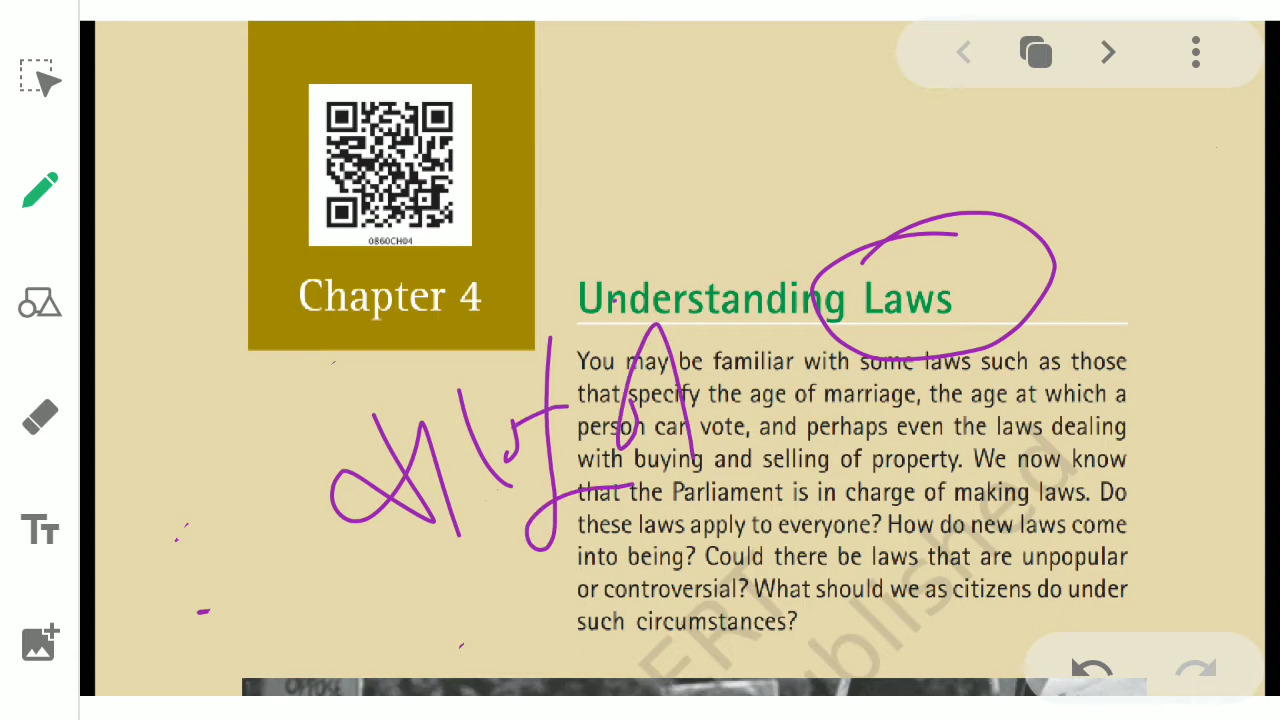 0860CH04
Chapter 4
Understanding Laws
You may be familiar with some laws such as those
that specify the age of marriage, the age at which a
person can vote, and perhaps even the laws dealing
with buying and selling of property. We now know
that the Parliament is in charge of making laws. Do
these laws apply to everyone? How do new laws come
into being? Could there be laws that are unpopular
or controversial? What should we as citizens do under
such circumstances?
OPPOSE